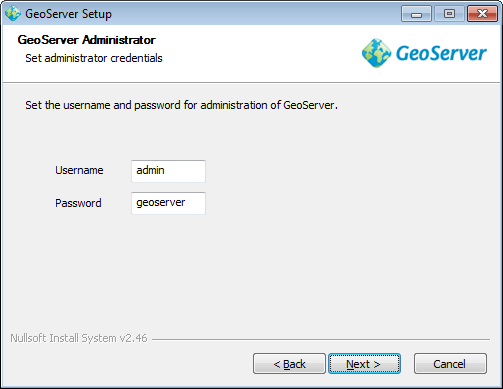 GeoServer Setup
GeoServer Administrator
Set administrator credentials
GeoServer
Set the username and password for administration of GeoServer.
Username admin
Password geoserver
Nullsoft Install System v2.46
< Back Next > Cancel